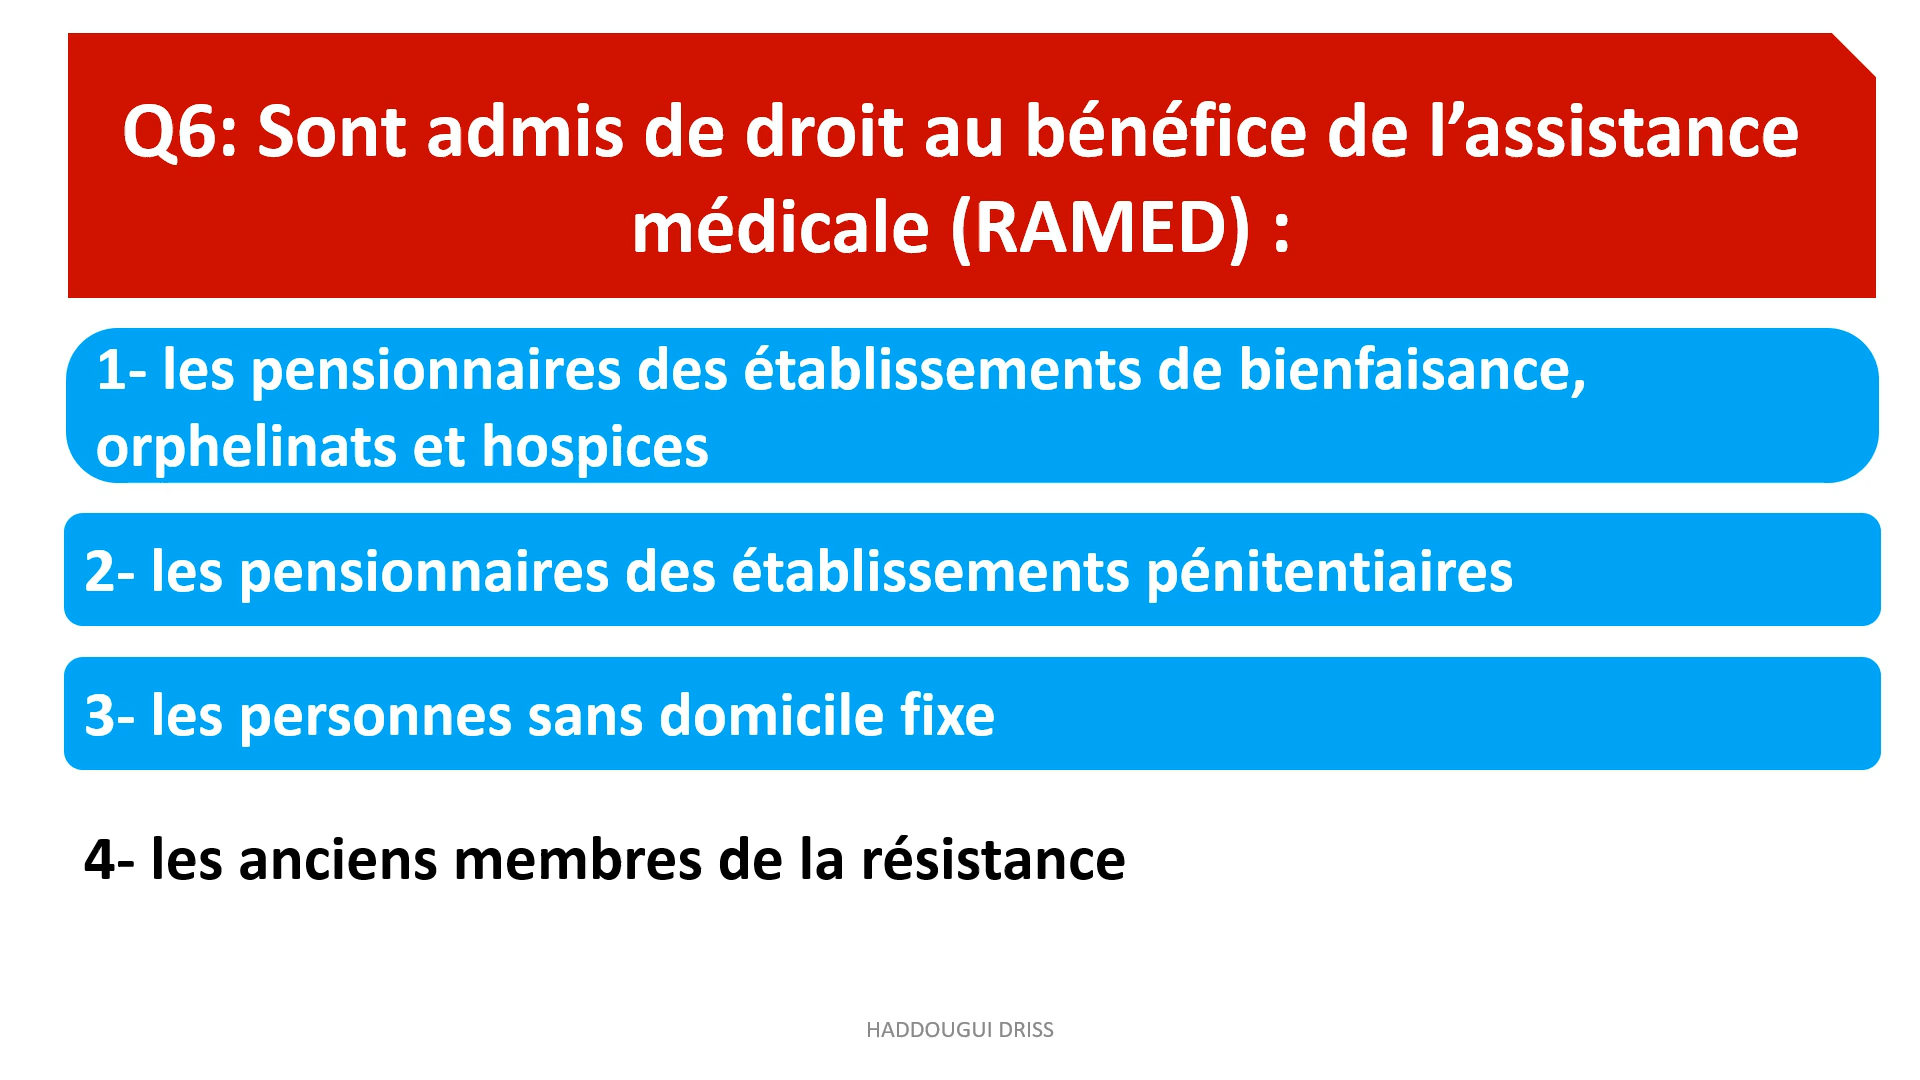 Q6: Sont admis de droit au bénéfice de l’assistance
médicale (RAMED) :
1- les pensionnaires des établissements de bienfaisance,
orphelinats et hospices
2- les pensionnaires des établissements pénitentiaires
3- les personnes sans domicile fixe
4- les anciens membres de la résistance
HADDOUGUI DRISS